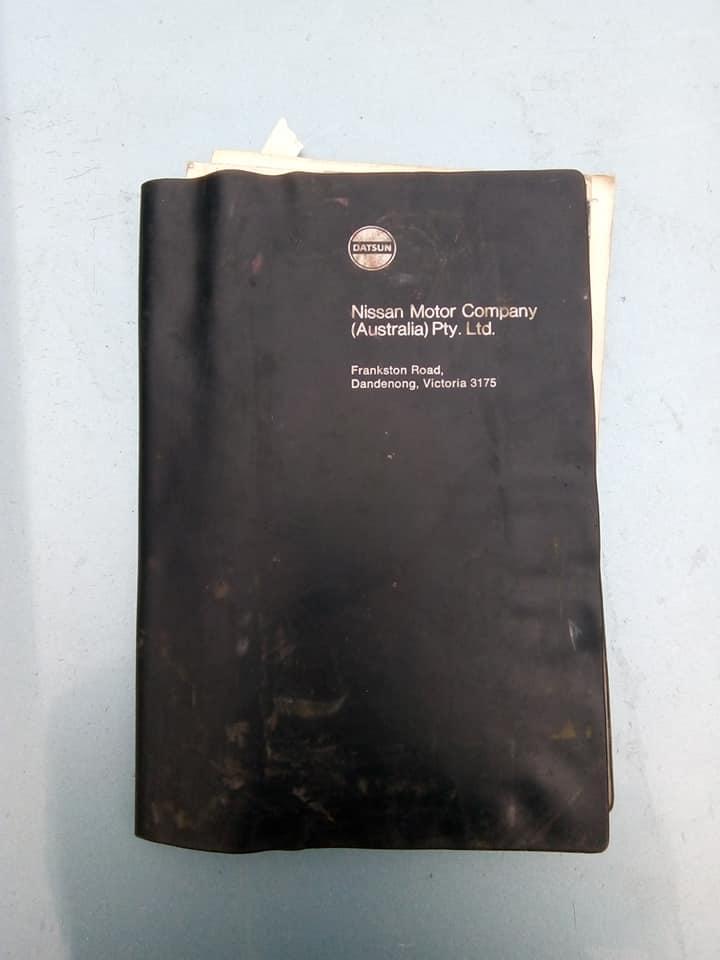 DATSUN
Nissan Motor Company
(Australia) Pty. Ltd.
Frankston Road,
Dandenong, Victoria 3175